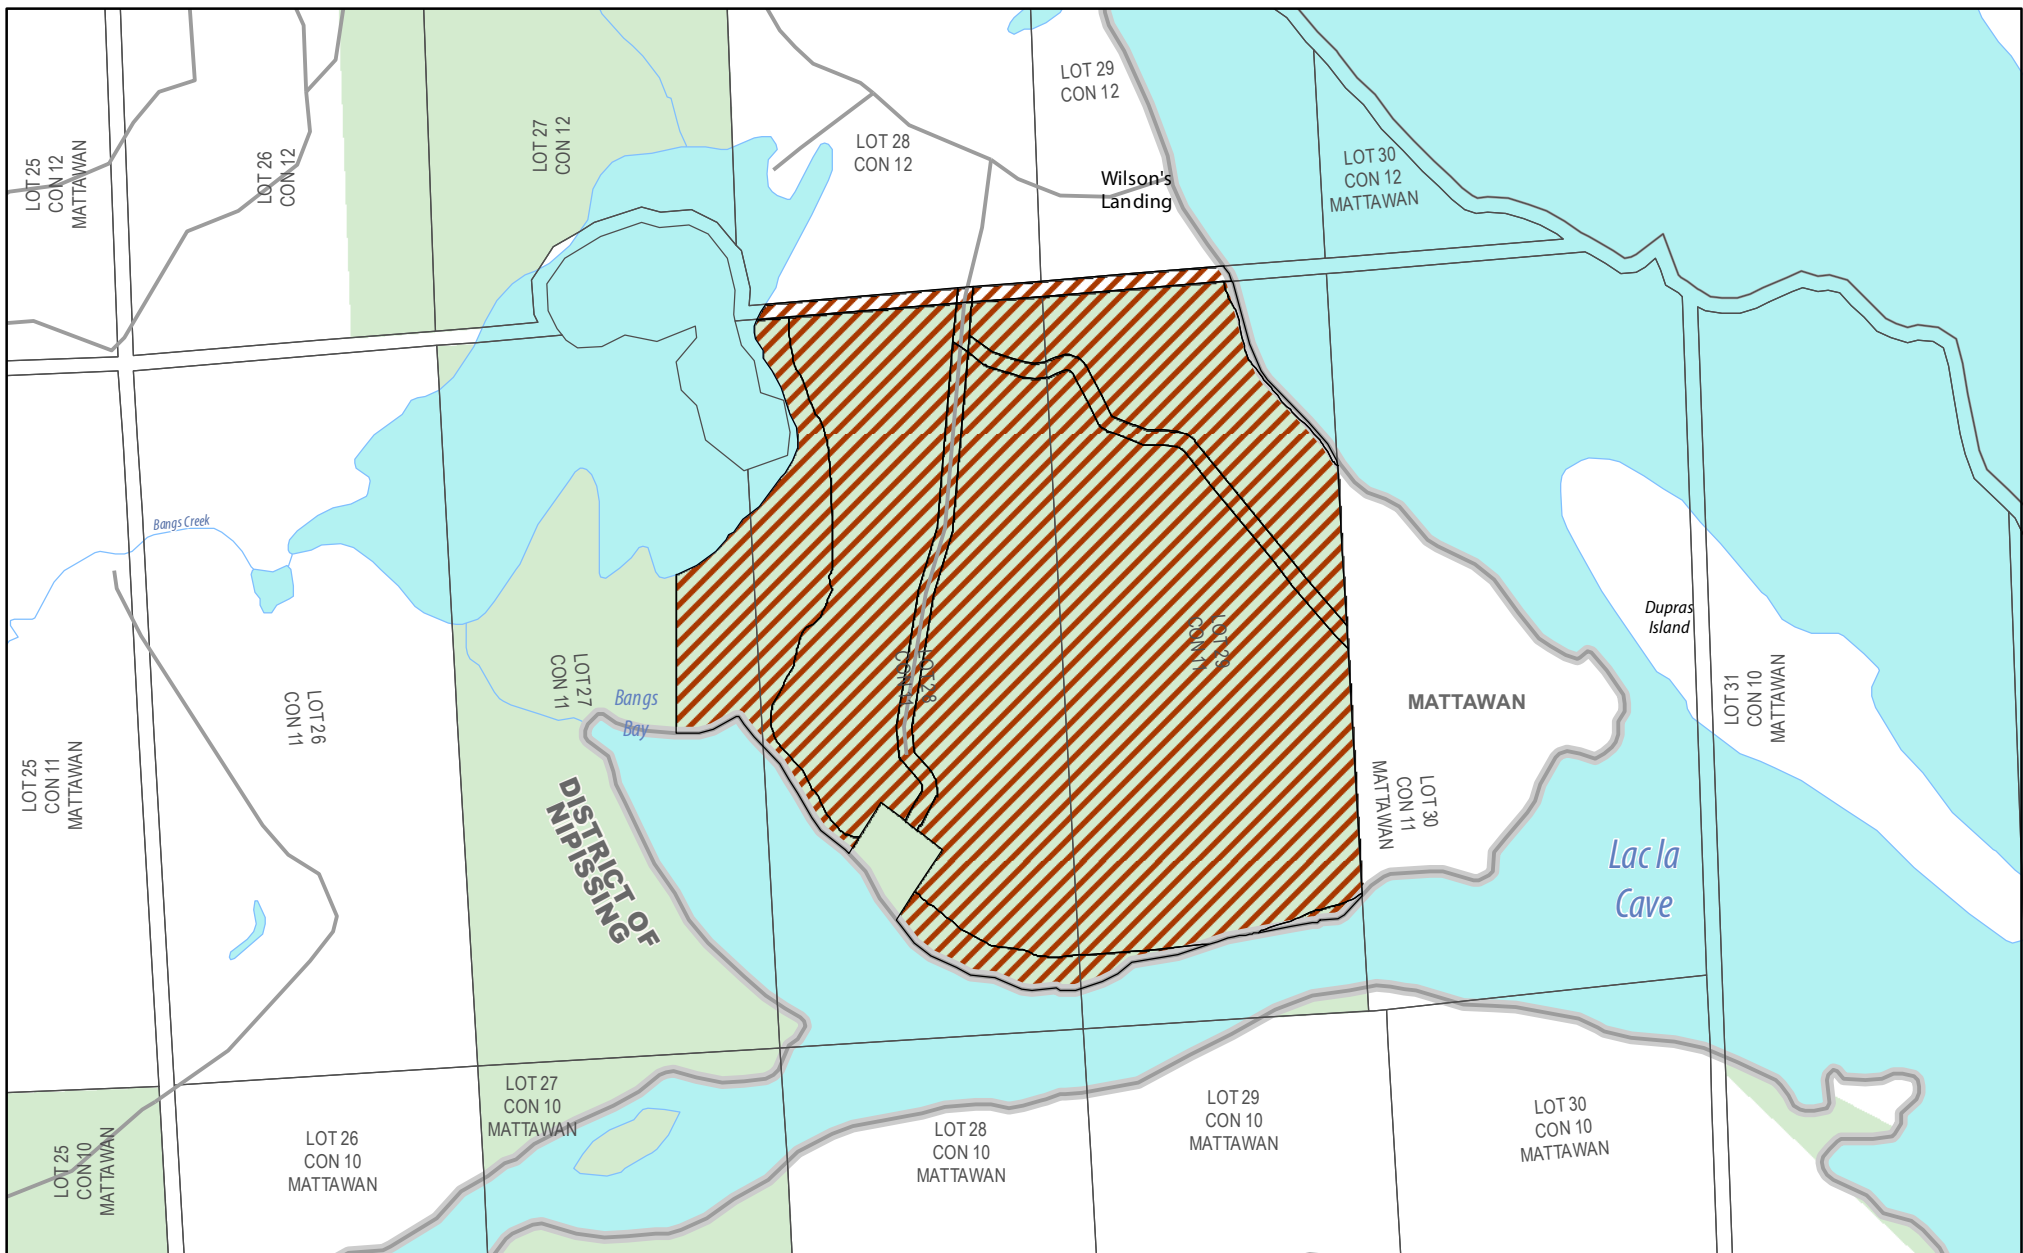 LOT 29
CON 12
LOT 27
CON 12
LOT 28
CON 12
LOT 25
CON 12
MATTAWAN
LOT 26
CON 12
LOT 30
CON 12
MATTAWAN
Wilson's
Landing
Bangs Creek
Dupras
Island
LOT 29
CON 11
LOT 28
CON 11
LOT 27
CON 11
LOT 26
CON 11
Bangs
Bay
MATTAWAN
LOT 31
CON 10
MATTAWAN
LOT 25
CON 11
MATTAWAN
LOT 30
CON 11
MATTAWAN
DISTRICT OF
NIPISSING
Lac la
Cave
LOT 27
CON 10
MATTAWAN
LOT 29
CON 10
MATTAWAN
LOT 30
CON 10
MATTAWAN
LOT 28
CON 10
MATTAWAN
LOT 26
CON 10
MATTAWAN
LOT 25
CON 10
MATTAWAN